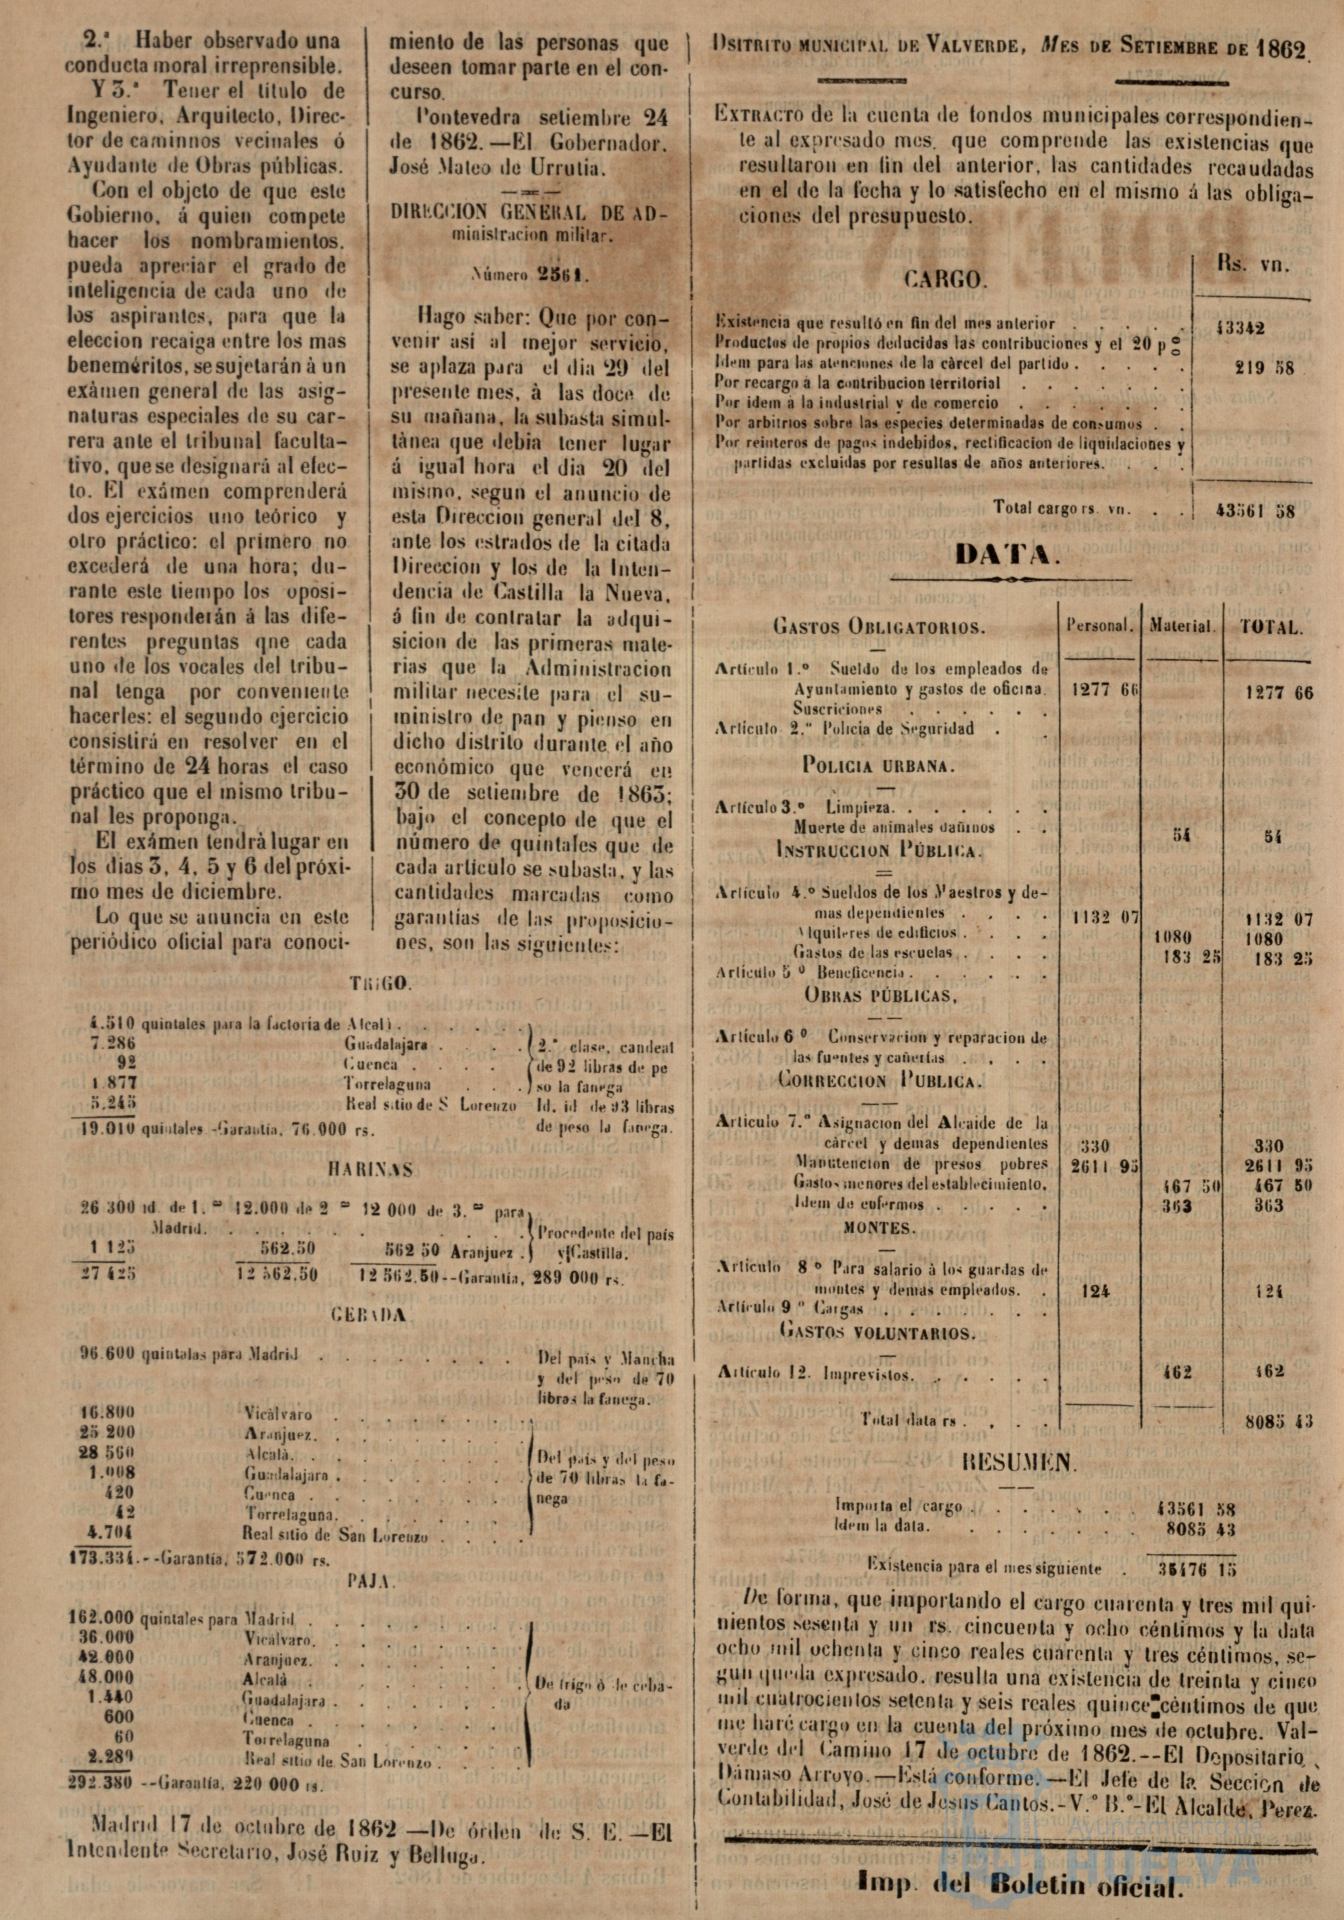 2.ª Haber observado una
conducta moral irreprensible.
Y 3.ª Tener el titulo de
Ingeniero, Arquitecto, Direc-
tor de caminnos vecinales ó
Ayudante de Obras públicas.
Con el objeto de que este
Gobierno, á quien compete
hacer los nombramientos,
pueda apreciar el grado de
inteligencia de cada uno de
los aspirantes, para que la
eleccion recaiga entre los mas
beneméritos, se sujetarán à un
exámen general de las asig-
naturas especiales de su car-
rera ante el tribunal faculta-
tivo, que se designará al efec-
to. El exámen comprenderá
dos ejercicios uno teórico y
otro práctico: el primero no
excederá de una hora; du-
rante este tiempo los oposi-
tores responderán á las dife-
rentes preguntas qne cada
uno de los vocales del tribu-
nal tenga por conveniente
hacerles: el segundo ejercicio
consistirá en resolver en el
término de 24 horas el caso
práctico que el mismo tribu-
nal les proponga.
El exámen tendrà lugar en
los dias 3, 4, 5 y 6 del próxi-
mo mes de diciembre.
Lo que se anuncia en este
periódico oficial para conoci-
miento de las personas que
deseen tomar parte en el con-
curso.
Pontevedra setiembre 24
de 1862.—El Gobernador,
José Mateo de Urrutia.
DIRECCION GENERAL DE AD-
ministracion militar.
Número 2561.
Hago saber: Que por con-
venir asi al mejor servicio,
se aplaza para el dia 29 del
presente mes, à las doce de
su mañana, la subasta simul-
tànea que debia tener lugar
á igual hora el dia 20 del
mismo, segun el anuncio de
esta Direccion general del 8,
ante los estrados de la citada
Direccion y los de la Inten-
dencia de Castilla la Nueva,
á fin de contratar la adqui-
sicion de las primeras mate-
rias que la Administracion
militar necesite para el su-
ministro de pan y pienso en
dicho distrito durante el año
económico que vencerá en
30 de setiembre de 1863;
bajo el concepto de que el
número de quintales que de
cada articulo se subasta, y las
cantidades marcadas como
garantías de las proposicio-
nes, son las siguientes:
TRIGO.
4.510 quintales para la factoría de Alcalà. . . . . .
7.286 Guadalajara . . . . 2.ª clase, candeal
92 Cuenca . . . . de 92 libras de pe
1.877 Torrelaguna . . . so la fanega
5.245 Real sitio de S Lorenzo Id. id de 93 libras
19.010 quintales -Garantía, 76.000 rs. de peso la fanega.
HARINAS
26 300 id de 1.ª 12.000 de 2 ª 12 000 de 3.ª para
Madrid. . . . . . . . . . . Procedente del país
1 125 562.50 562 50 Aranjuez . y Castilla.
27 425 12 562.50 12 562.50--Garantía, 289 000 rs.
CEBADA
96.600 quintalas para Madrid . . . . . . . Del país y Mancha
y del peso de 70
libras la fanega.
16.800 Vicàlvaro . . . . . .
25 200 Aranjuez. . . . . . .
28 560 Alcalà. . . . . . . Del país y del peso
1.008 Guadalajara . . . . . . de 70 libras la fa-
420 Cuenca . . . . . . . nega
42 Torrelaguna. . . . . . .
4.704 Real sitio de San Lorenzo . . . .
173.334.--Garantía, 572.000 rs.
PAJA.
162.000 quintales para Madrid . . . . . . .
36.000 Vicálvaro. . . . . . .
42.000 Aranjuez. . . . . . .
48.000 Alcalà . . . . . . . De trigo ò de ceba-
1.440 Guadalajara . . . . . . da
600 Cuenca . . . . . . .
60 Torrelaguna . . . . . .
2.289 Real sitio de San Lorenzo . . . .
292.380 --Garantía, 220 000 rs.
Madrid 17 de octubre de 1862 —De órden de S. E.—El
Intendente Secretario, José Ruiz y Belluga.
DSITRITO MUNICIPAL DE VALVERDE, MES DE SETIEMBRE DE 1862.
EXTRACTO de la cuenta de fondos municipales correspondien-
te al expresado mes, que comprende las existencias que
resultaron en fin del anterior, las cantidades recaudadas
en el de la fecha y lo satisfecho en el mismo á las obliga-
ciones del presupuesto.
CARGO. Rs. vn.
Existencia que resultó en fin del mes anterior . . . . . 43342
Productos de propios deducidas las contribuciones y el 20 p%
Idem para las atenciones de la càrcel del partido . . . . . 219 58
Por recargo à la contribucion territorial . . . . . . .
Por idem à la industrial y de comercio . . . . . . .
Por arbitrios sobre las especies determinadas de consumos . .
Por reinteros de pagos indebidos, rectificacion de liquidaciones y
partidas excluidas por resultas de años anteriores. . . .
Total cargo rs. vn. . . 43561 58
DATA.
GASTOS OBLIGATORIOS. Personal. Material. TOTAL.
Artículo 1.º Sueldo de los empleados de
Ayuntamiento y gastos de oficina. 1277 66 1277 66
Suscriciones . . . . . .
Artículo 2.º Policía de Seguridad . .
POLICIA URBANA.
Artículo 3.º Limpieza. . . . . . .
Muerte de animales dañinos . . 54 54
INSTRUCCION PÚBLICA.
Artículo 4.º Sueldos de los Maestros y de-
mas dependientes . . . . 1132 07 1132 07
Alquileres de edificios . . . . 1080 1080
Gastos de las escuelas . . . . 183 25 183 25
Artículo 5 º Beneficencia . . . . . .
OBRAS PÚBLICAS,
Artículo 6 º Conservacion y reparacion de
las fuentes y cañerías . . . .
CORRECCION PUBLICA.
Artículo 7.º Asignacion del Alcaide de la
càrcel y demas dependientes 330 330
Manutencion de presos pobres 2611 95 2611 95
Gastos menores del establecimiento. 467 50 467 50
Idem de enfermos . . . . . 363 363
MONTES.
Artículo 8 º Para salario à los guardas de
montes y demas empleados. . 124 124
Artículo 9 º Cargas . . . . . . .
GASTOS VOLUNTARIOS.
Artículo 12. Imprevistos. . . . . . 462 462
Total data rs . . . . 8085 43
RESUMEN.
Importa el cargo . . . . . . . 43561 58
Idem la data. . . . . . . . 8085 43
Existencia para el mes siguiente . 35476 15
De forma, que importando el cargo cuarenta y tres mil qui-
nientos sesenta y un rs. cincuenta y ocho céntimos y la data
ocho mil ochenta y cinco reales cuarenta y tres céntimos, se-
gun queda expresado, resulta una existencia de treinta y cinco
mil cuatrocientos setenta y seis reales quince céntimos de que
me haré cargo en la cuenta del próximo mes de octubre. Val-
verde del Camino 17 de octubre de 1862.--El Depositario,
Dámaso Arroyo.—Está conforme.—El Jefe de la Seccion de
Contabilidad, José de Jesus Cantos.-V.º B.º-El Alcalde, Perez.
Ayuntamiento de
HUELVA
Imp. del Boletin oficial.